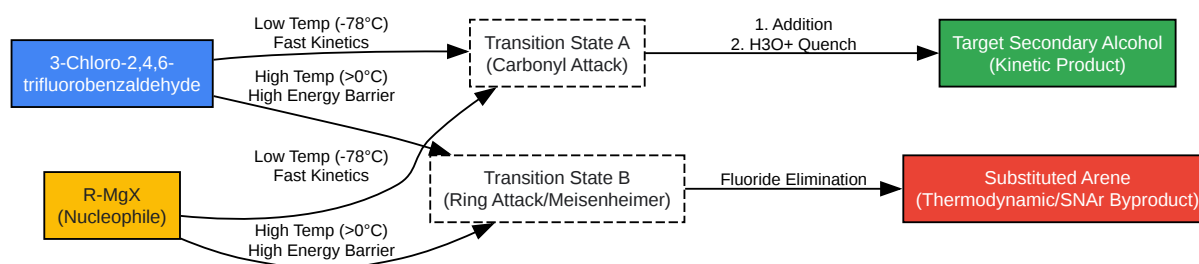 Low Temp (-78°C)
Fast Kinetics
1. Addition
2. H3O+ Quench
3-Chloro-2,4,6-
trifluorobenzaldehyde
Transition State A
(Carbonyl Attack)
Target Secondary Alcohol
(Kinetic Product)
High Temp (>0°C)
High Energy Barrier
Low Temp (-78°C)
Fast Kinetics
R-MgX
(Nucleophile)
Transition State B
(Ring Attack/Meisenheimer)
Fluoride Elimination
Substituted Arene
(Thermodynamic/SNAr Byproduct)
High Temp (>0°C)
High Energy Barrier